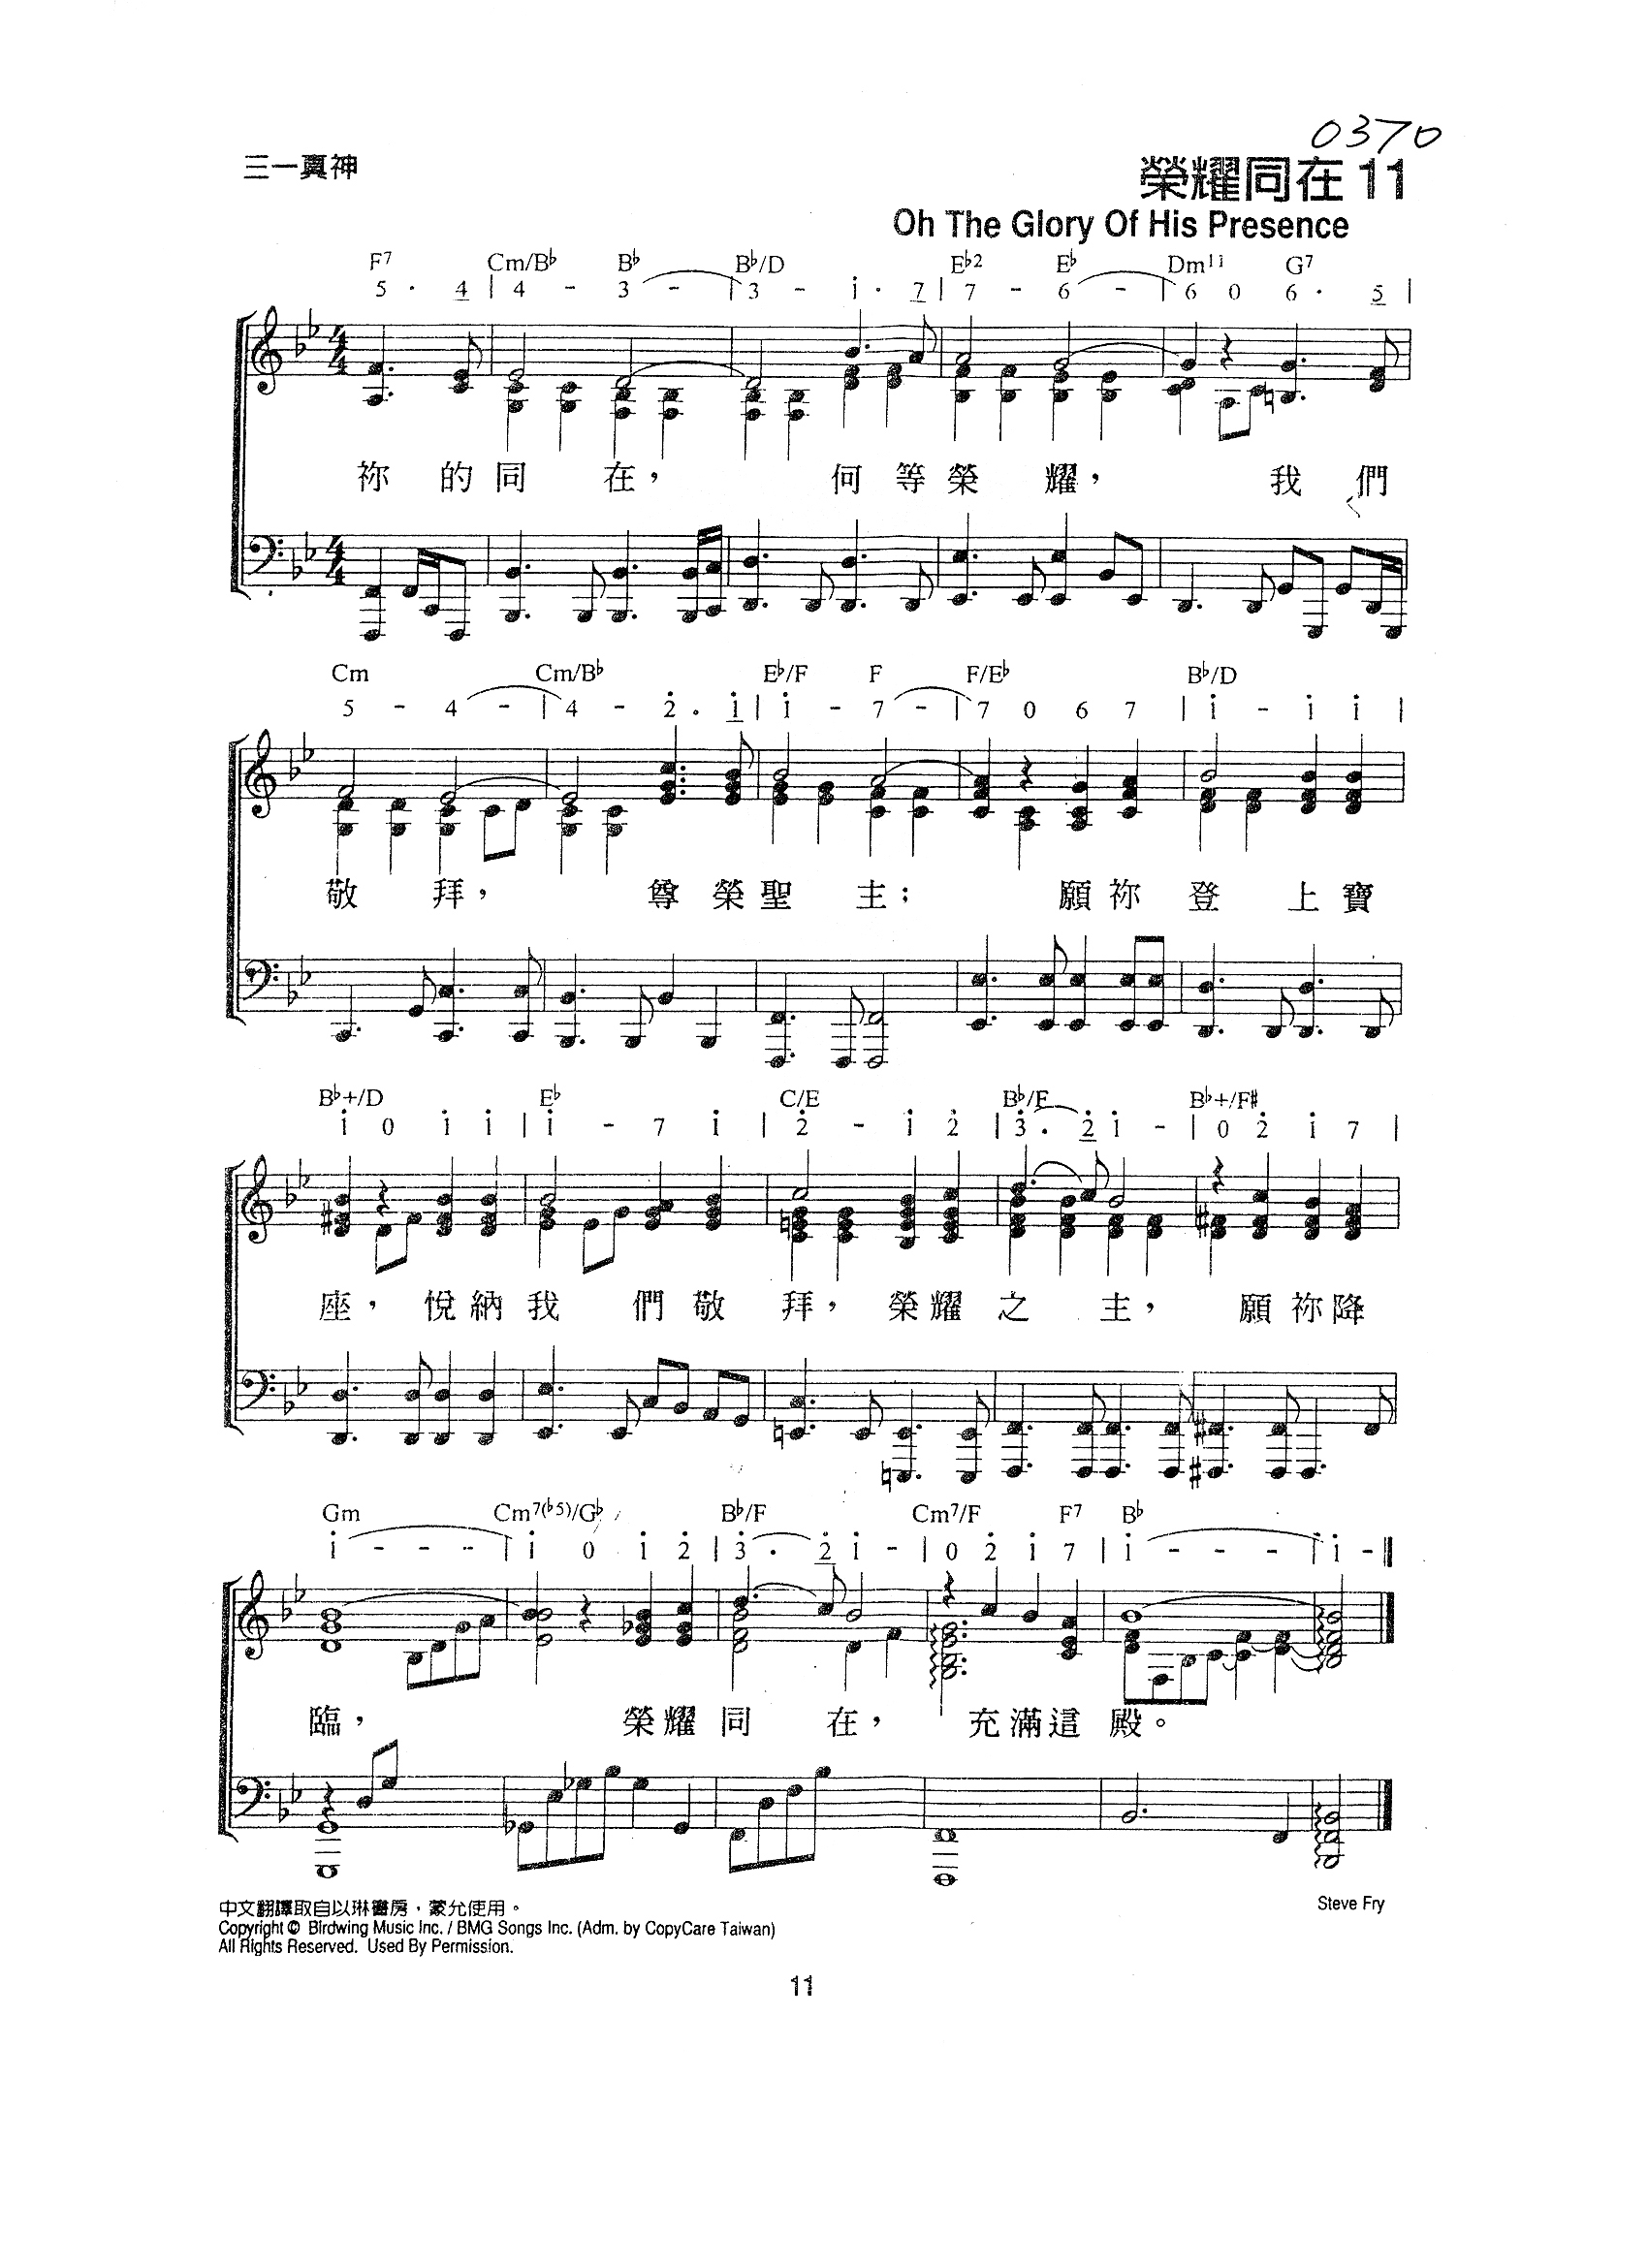 0370
三一真神
榮耀同在 11
Oh The Glory Of His Presence
F7 Cm/B♭ B♭ B♭/D E♭2 E♭ Dm11 G7
5 . 4 | 4 - 3 - | 3 - i . 7 | 7 - 6 - | 6 0 6 . 5 |
祢的同在，何等榮耀，我們
Cm Cm/B♭ E♭/F F F/E♭ B♭/D
5 - 4 - | 4 - 2̇ . i | i - 7 - | 7 0 6 7 | i - i i |
敬拜，尊榮聖主；願祢登上寶
B♭+/D E♭ C/E B♭/F B♭+/F#
i 0 i i | i - 7 i | 2̇ - i 2̇ | 3̇ . 2̇ i - | 0 2̇ i 7 |
座，悅納我們敬拜，榮耀之主，願祢降
Gm Cm7(♭5)/G♭ B♭/F Cm7/F F7 B♭
i - - - | i 0 i 2̇ | 3̇ . 2̇ i - | 0 2̇ i 7 | i - - - | i - ‖
臨，榮耀同在，充滿這殿。
中文翻譯取自以琳書房，蒙允使用。
Steve Fry
Copyright © Birdwing Music Inc. / BMG Songs Inc. (Adm. by CopyCare Taiwan)
All Rights Reserved. Used By Permission.
11